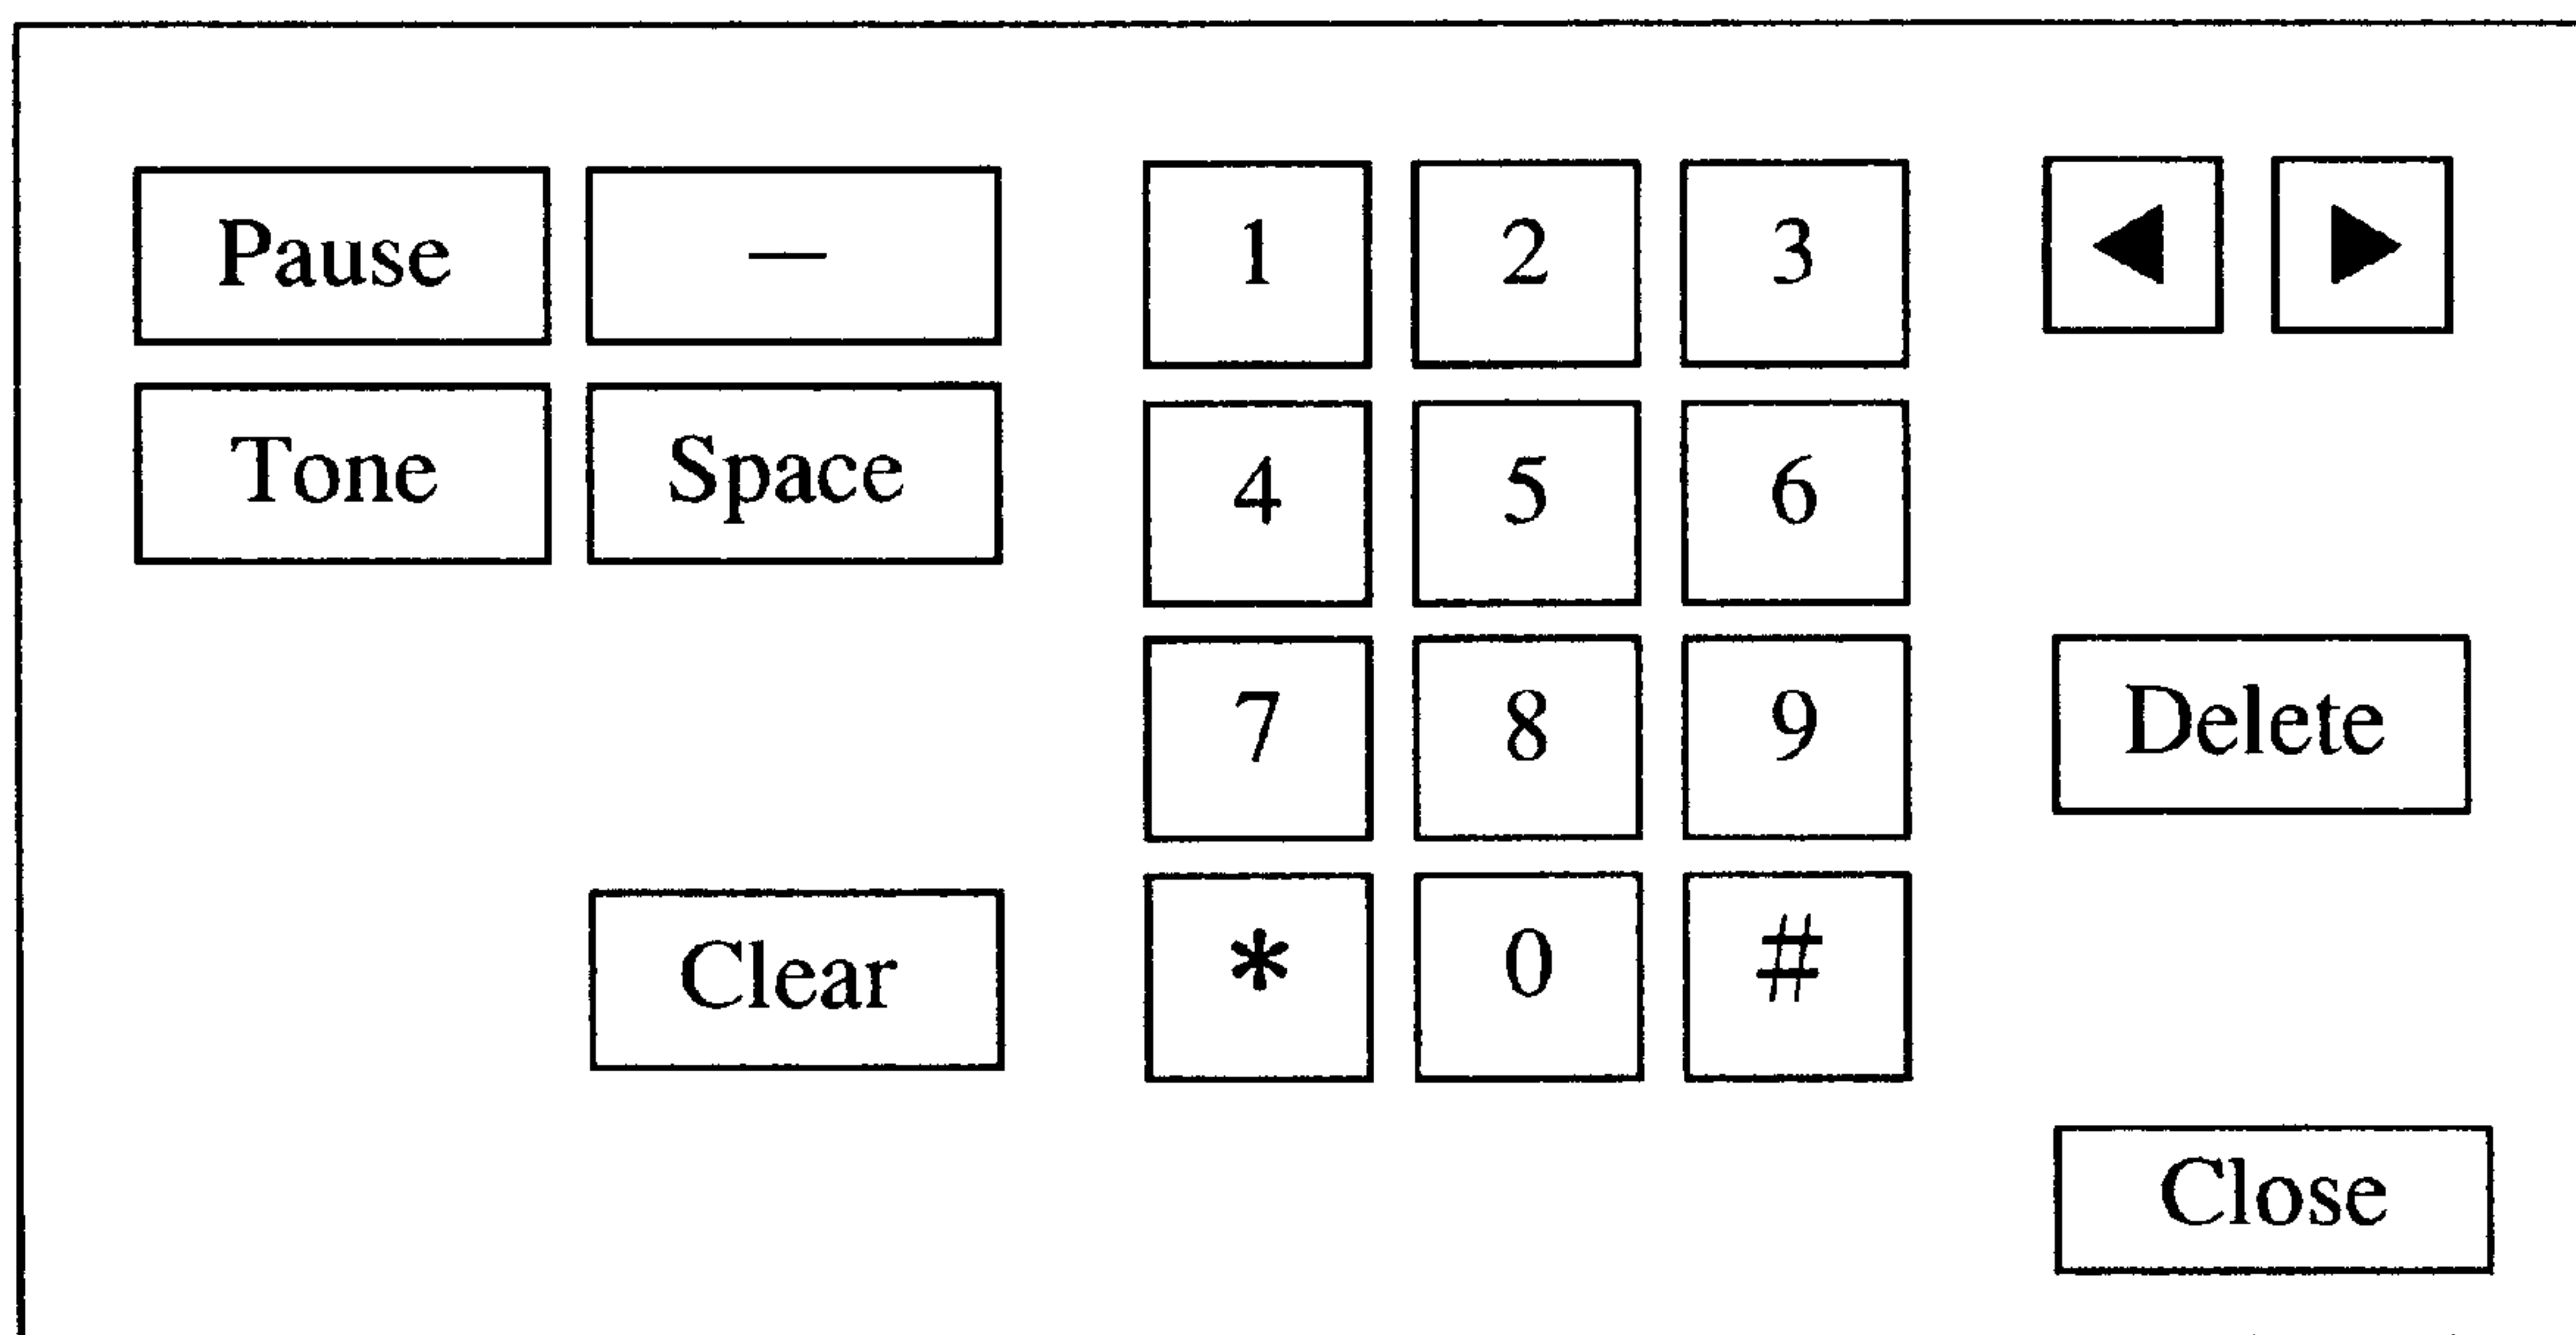 Pause — 1 2 3 ◀ ▶
Tone Space 4 5 6
7 8 9 Delete
Clear * 0 #
Close